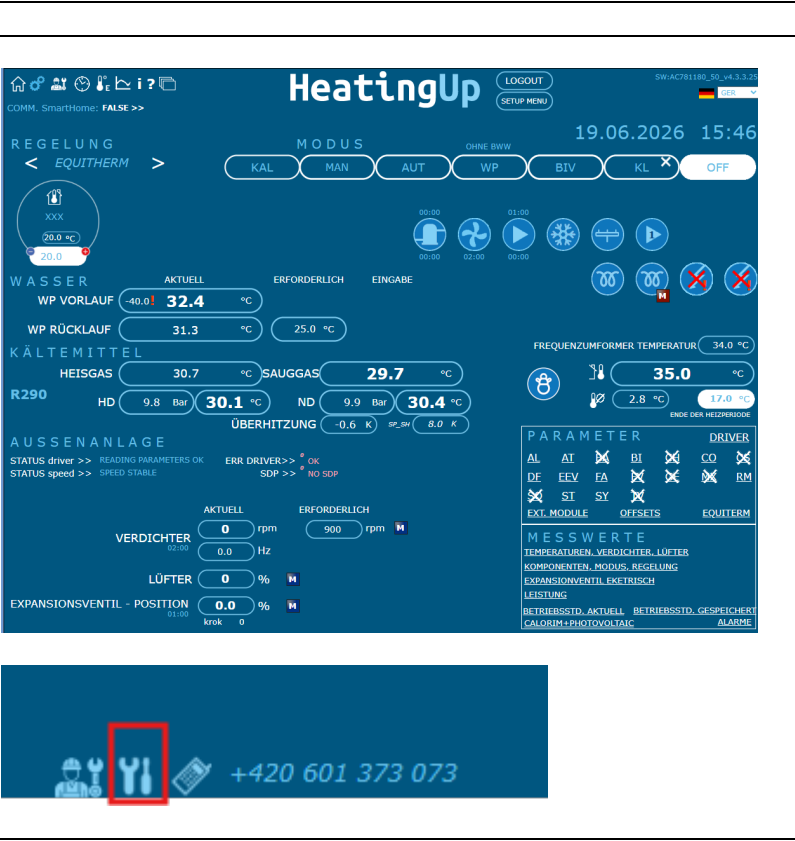 HeatingUp
LOGOUT
SETUP MENU
SW:AC781180_50_v4.3.3.25
GER
COMM. SmartHome: FALSE >>
19.06.2026 15:46
REGELUNG
< EQUITHERM >
MODUS
OHNE BWW
KAL MAN AUT WP BIV KL OFF
XXX
20.0 °C
20.0
00:00 01:00
00:00 02:00 00:00
WASSER AKTUELL ERFORDERLICH EINGABE
WP VORLAUF -40.0! 32.4 °C
M
WP RÜCKLAUF 31.3 °C 25.0 °C
FREQUENZUMFORMER TEMPERATUR 34.0 °C
KÄLTEMITTEL
HEISGAS 30.7 °C SAUGGAS 29.7 °C
35.0 °C
R290
HD 9.8 Bar 30.1 °C ND 9.9 Bar 30.4 °C
2.8 °C 17.0 °C
ENDE DER HEIZPERIODE
ÜBERHITZUNG -0.6 K SP_SH 8.0 K
AUSSENANLAGE
STATUS driver >> READING PARAMETERS OK ERR DRIVER>> 0 OK
STATUS speed >> SPEED STABLE SDP >> 0 NO SDP
AKTUELL ERFORDERLICH
VERDICHTER 0 rpm 900 rpm M
02:00 0.0 Hz
LÜFTER 0 % M
EXPANSIONSVENTIL - POSITION 0.0 % M
01:00
krok 0
PARAMETER DRIVER
AL AT BI CO
DF EEV FA RM
ST SY
EXT. MODULE OFFSETS EQUITERM
MESSWERTE
TEMPERATUREN, VERDICHTER, LÜFTER
KOMPONENTEN, MODUS, REGELUNG
EXPANSIONVENTIL EKETRISCH
LEISTUNG
BETRIEBSSTD. AKTUELL BETRIEBSSTD. GESPEICHERT
CALORIM+PHOTOVOLTAIC ALARME
+420 601 373 073